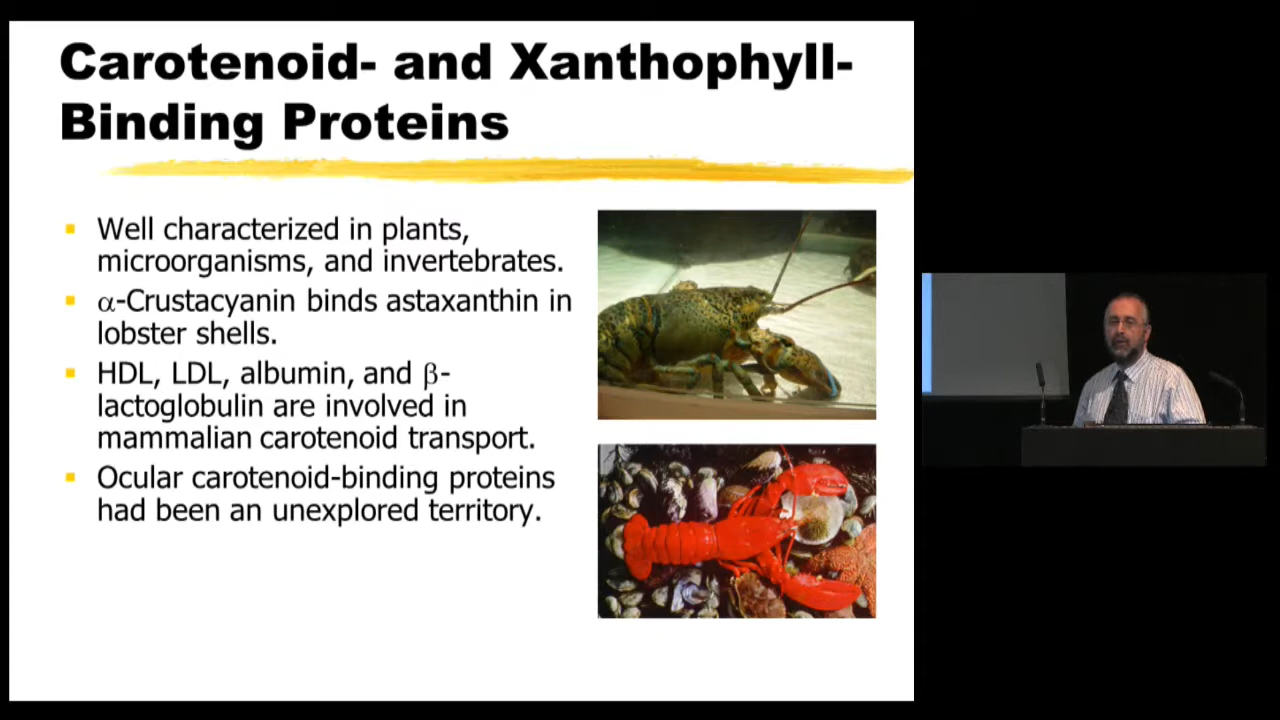 Carotenoid- and Xanthophyll-
Binding Proteins
Well characterized in plants,
microorganisms, and invertebrates.
α-Crustacyanin binds astaxanthin in
lobster shells.
HDL, LDL, albumin, and β-
lactoglobulin are involved in
mammalian carotenoid transport.
Ocular carotenoid-binding proteins
had been an unexplored territory.